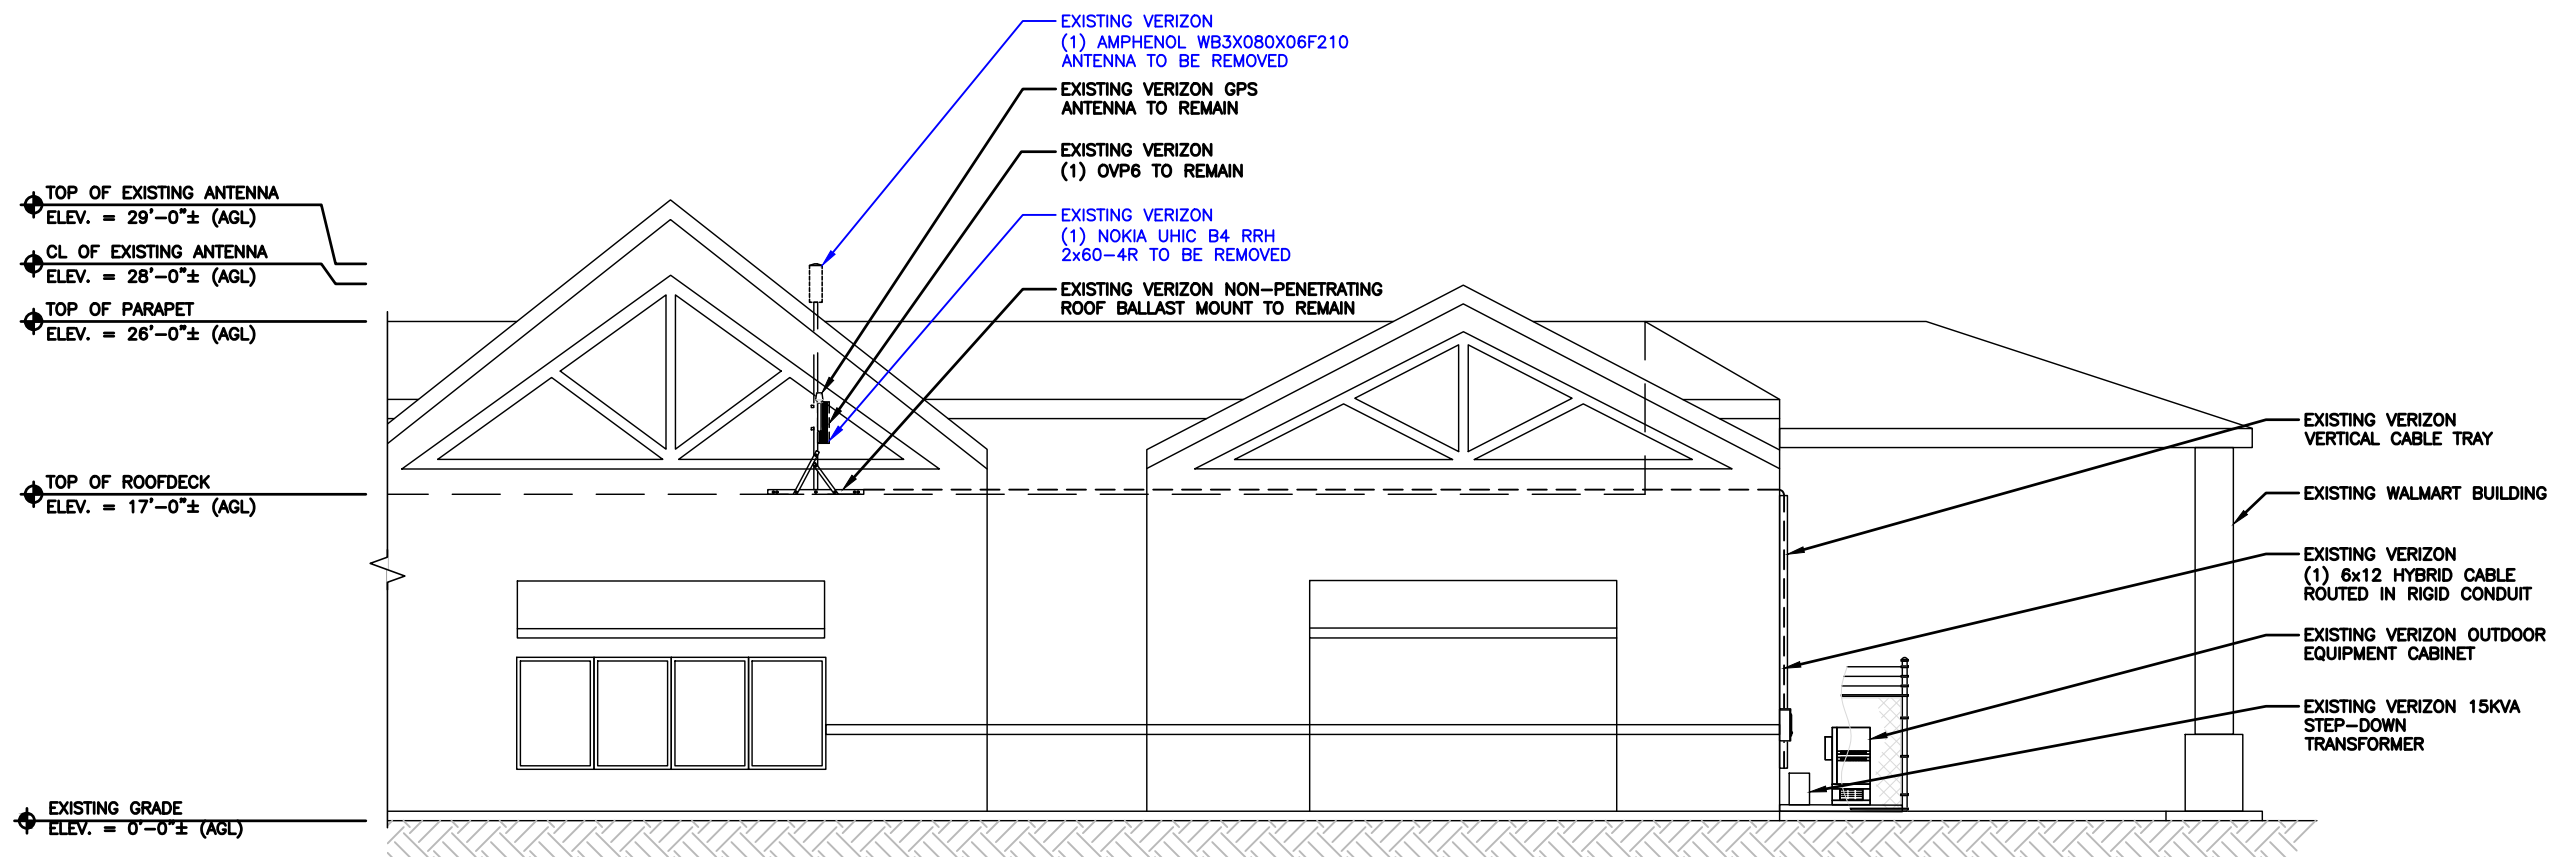 EXISTING VERIZON
(1) AMPHENOL WB3X080X06F210
ANTENNA TO BE REMOVED
EXISTING VERIZON GPS
ANTENNA TO REMAIN
EXISTING VERIZON
(1) OVP6 TO REMAIN
EXISTING VERIZON
(1) NOKIA UHIC B4 RRH
2x60-4R TO BE REMOVED
EXISTING VERIZON NON-PENETRATING
ROOF BALLAST MOUNT TO REMAIN
TOP OF EXISTING ANTENNA
ELEV. = 29'-0"± (AGL)
CL OF EXISTING ANTENNA
ELEV. = 28'-0"± (AGL)
TOP OF PARAPET
ELEV. = 26'-0"± (AGL)
TOP OF ROOFDECK
ELEV. = 17'-0"± (AGL)
EXISTING GRADE
ELEV. = 0'-0"± (AGL)
EXISTING VERIZON
VERTICAL CABLE TRAY
EXISTING WALMART BUILDING
EXISTING VERIZON
(1) 6x12 HYBRID CABLE
ROUTED IN RIGID CONDUIT
EXISTING VERIZON OUTDOOR
EQUIPMENT CABINET
EXISTING VERIZON 15KVA
STEP-DOWN
TRANSFORMER